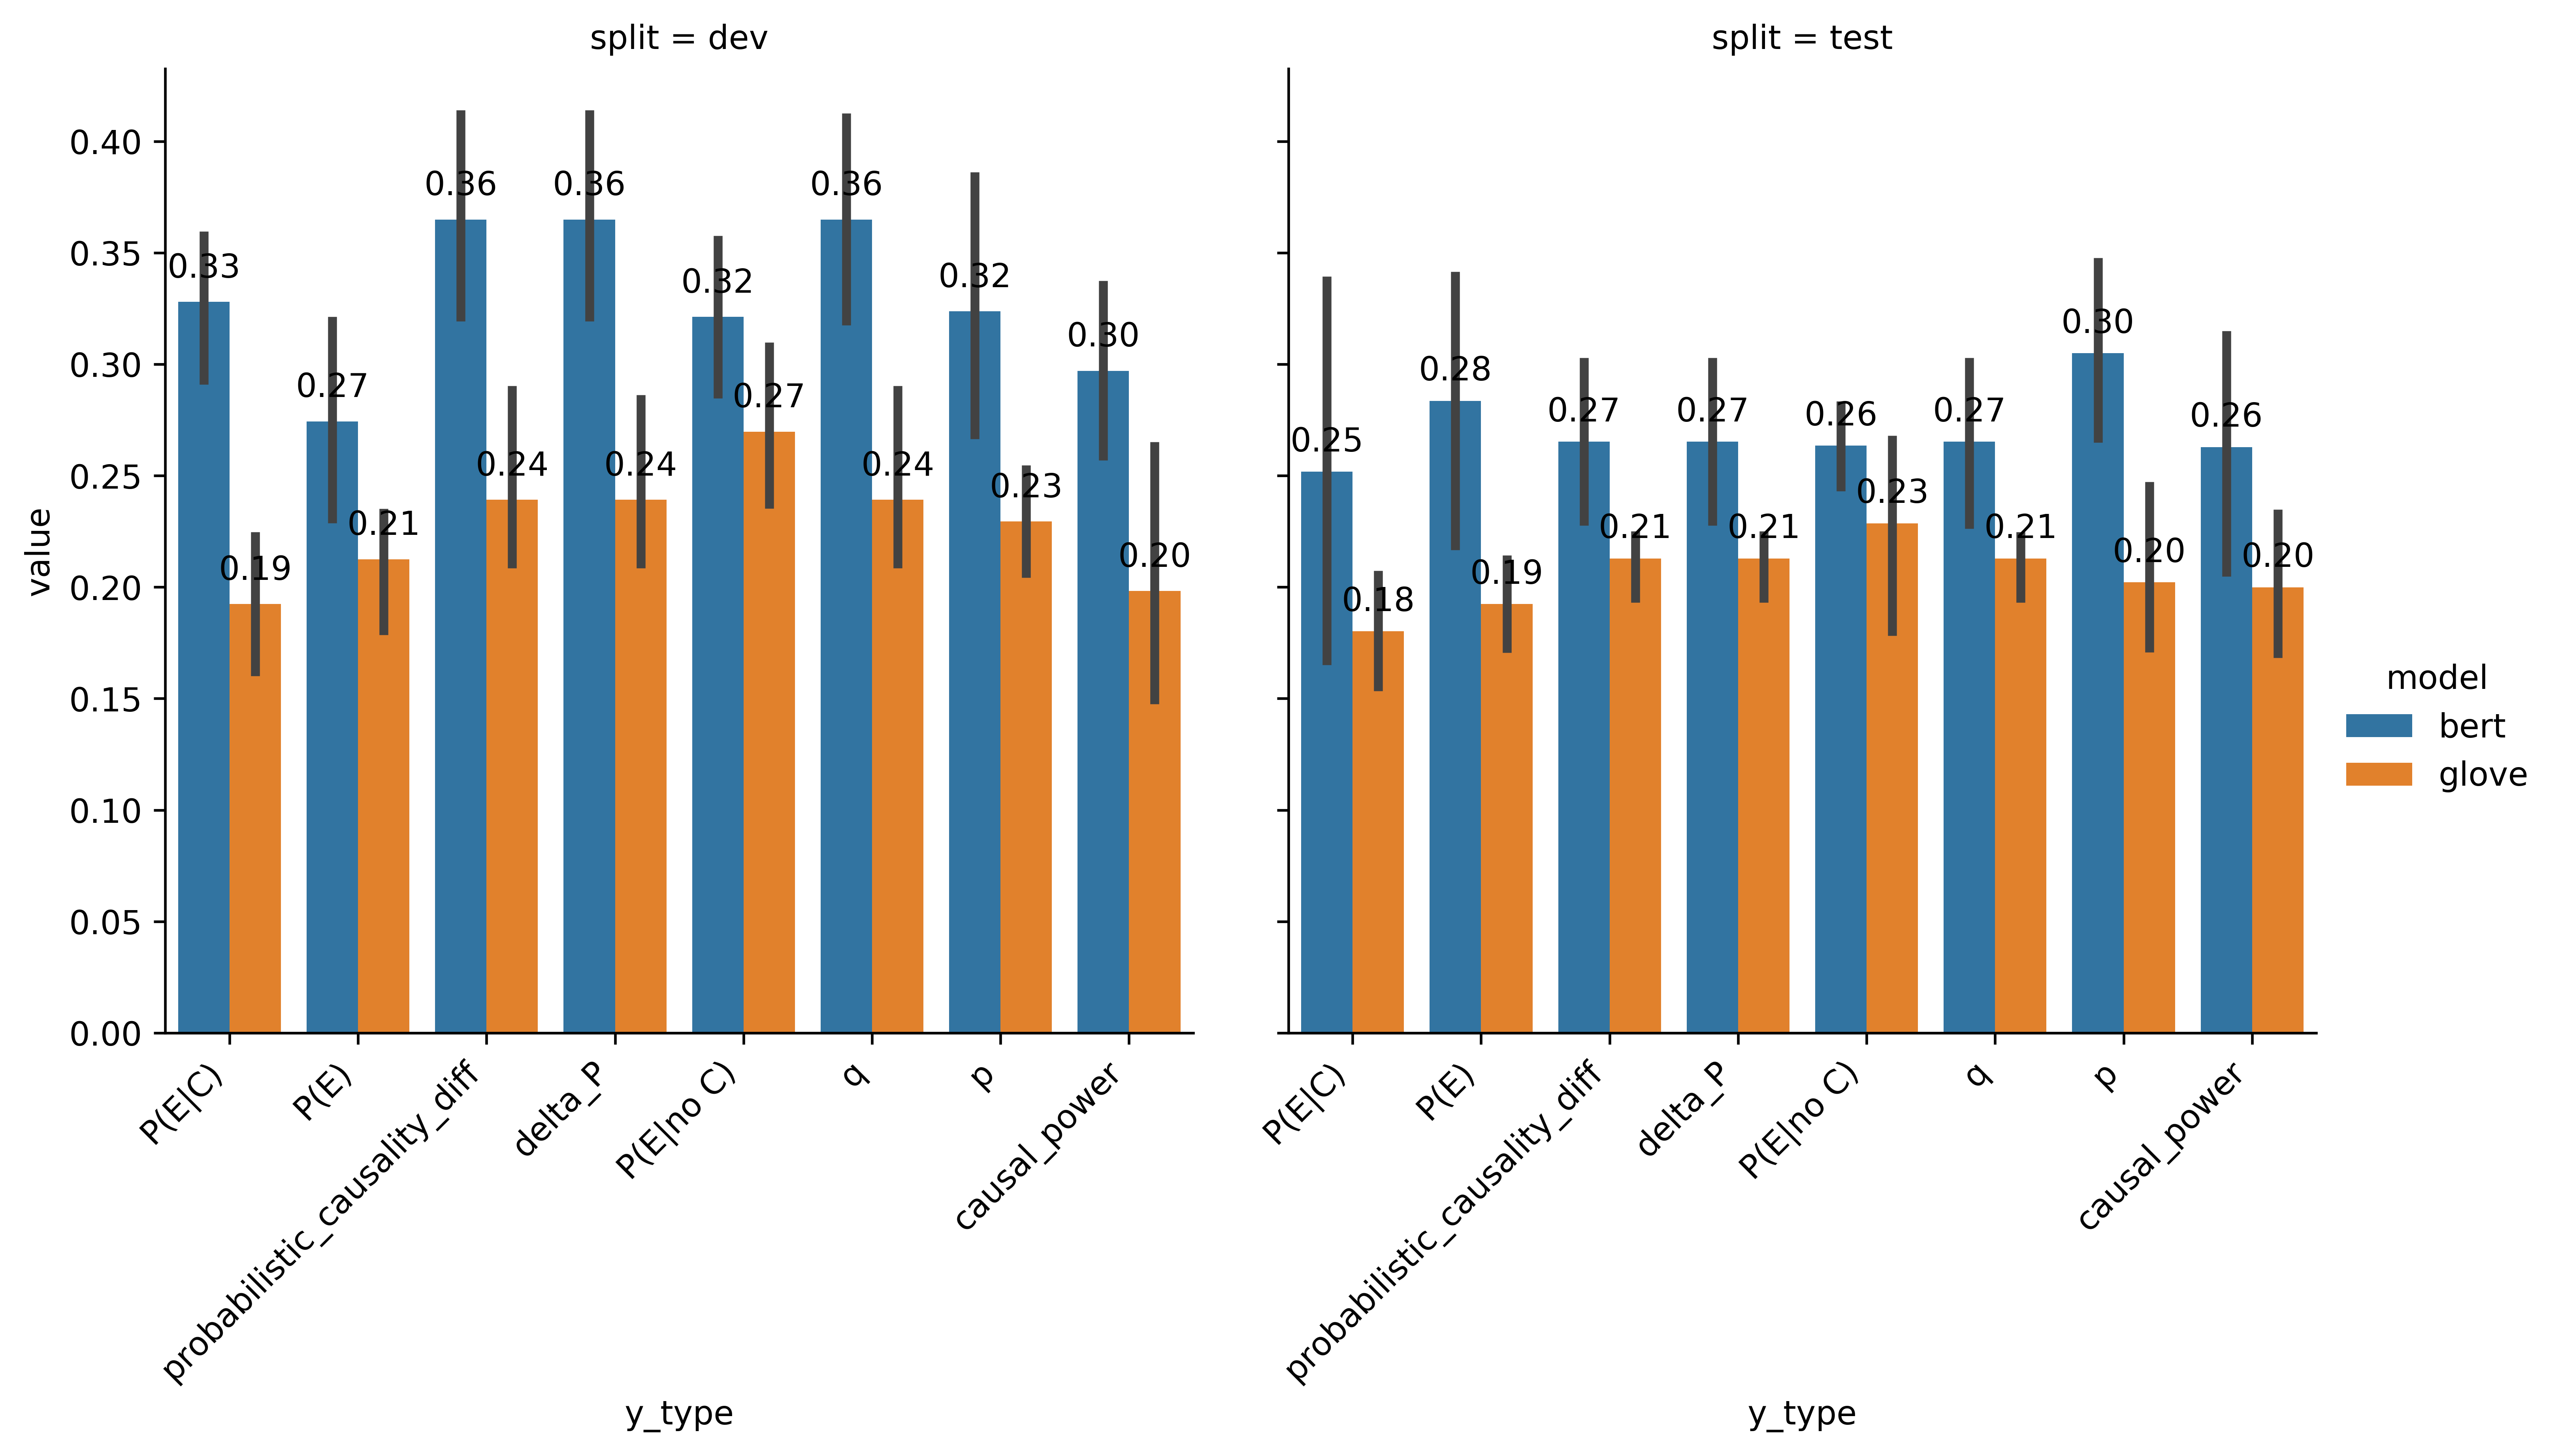 split = dev
split = test
value
0.40
0.35
0.30
0.25
0.20
0.15
0.10
0.05
0.00
0.33
0.19
0.27
0.21
0.36
0.24
0.36
0.24
0.32
0.27
0.36
0.24
0.32
0.23
0.30
0.20
0.25
0.18
0.28
0.19
0.27
0.21
0.27
0.21
0.26
0.23
0.27
0.21
0.30
0.20
0.26
0.20
model
bert
glove
P(E|C)
P(E)
probabilistic_causality_diff
delta_P
P(E|no C)
q
p
causal_power
P(E|C)
P(E)
probabilistic_causality_diff
delta_P
P(E|no C)
q
p
causal_power
y_type
y_type